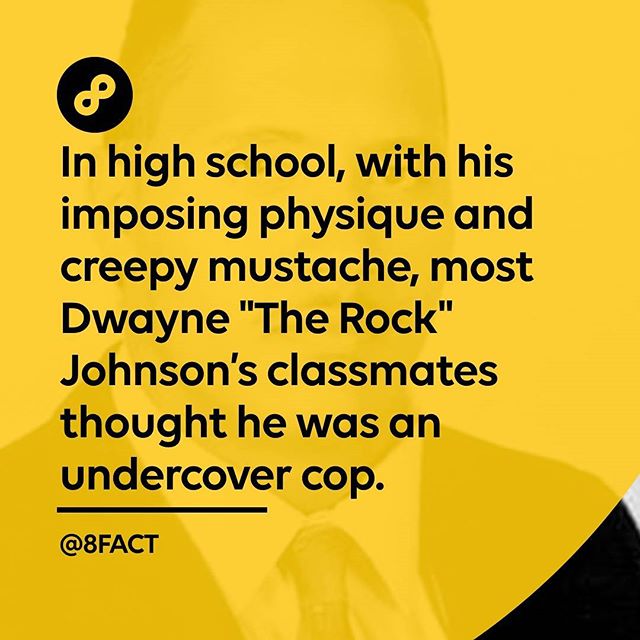 In high school, with his
imposing physique and
creepy mustache, most
Dwayne "The Rock"
Johnson's classmates
thought he was an
undercover cop.
@8FACT